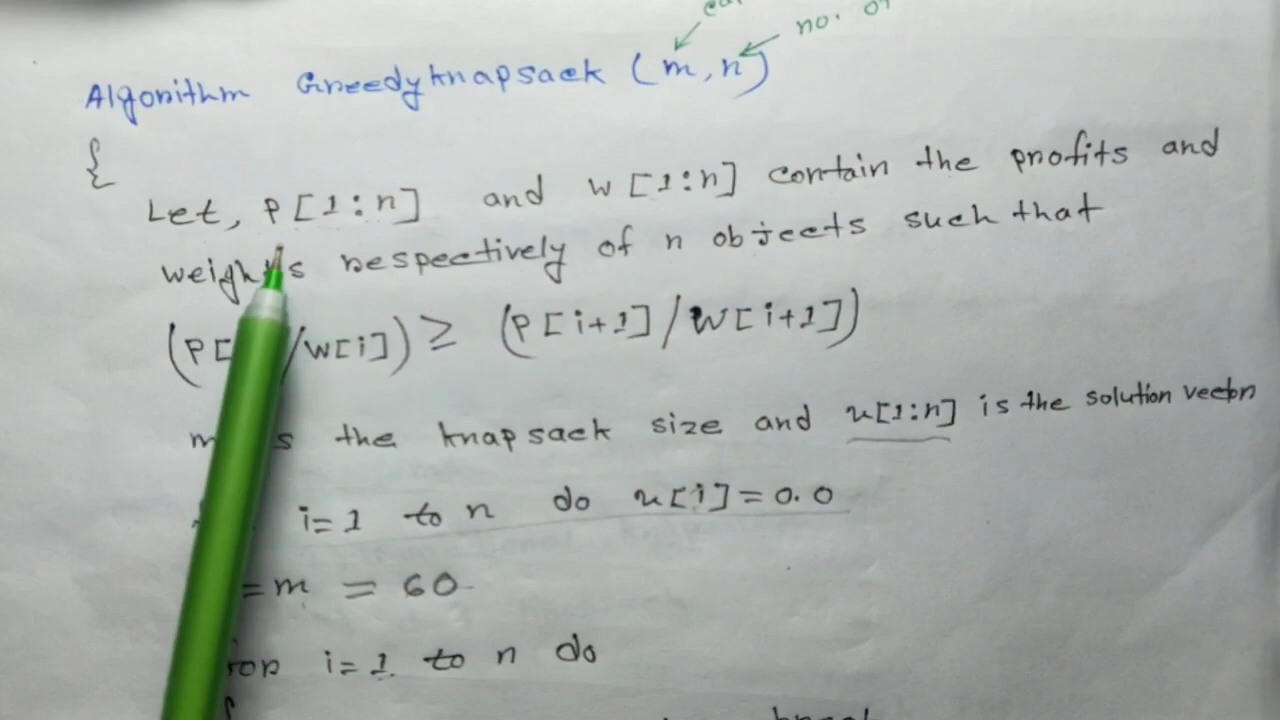 no. of
Algorithm Greedyknapsack (m,n)
{
Let, P[1:n] and w[1:n] contain the profits and
weights respectively of n objects such that
(P[ /w[i]) ≥ (P[i+1]/W[i+1])
m is the knapsack size and x[1:n] is the solution vector
i=1 to n do x[i]=0.0
=m = 60
for i=1 to n do
{